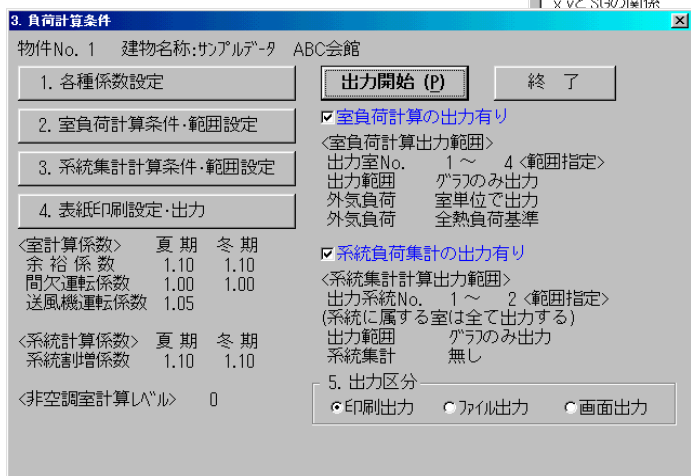 x,yとSGの関係
3. 負荷計算条件
物件No. 1 建物名称:ｻﾝﾌﾟﾙﾃﾞｰﾀ ABC会館
1. 各種係数設定
2. 室負荷計算条件･範囲設定
3. 系統集計計算条件･範囲設定
4. 表紙印刷設定･出力
<室計算係数> 夏 期 冬 期
余 裕 係 数 1.10 1.10
間欠運転係数 1.00 1.00
送風機運転係数 1.05
<系統計算係数> 夏 期 冬 期
系統割増係数 1.10 1.10
<非空調室計算ﾚﾍﾞﾙ> 0
出力開始 (P)
終 了
室負荷計算の出力有り
<室負荷計算出力範囲>
出力室No. 1 ～ 4 <範囲指定>
出力範囲 ｸﾞﾗﾌのみ出力
外気負荷 室単位で出力
外気負荷 全熱負荷基準
系統負荷集計の出力有り
<系統集計計算出力範囲>
出力系統No. 1 ～ 2 <範囲指定>
(系統に属する室は全て出力する)
出力範囲 ｸﾞﾗﾌのみ出力
系統集計 無し
5. 出力区分
印刷出力 ﾌｧｲﾙ出力 画面出力